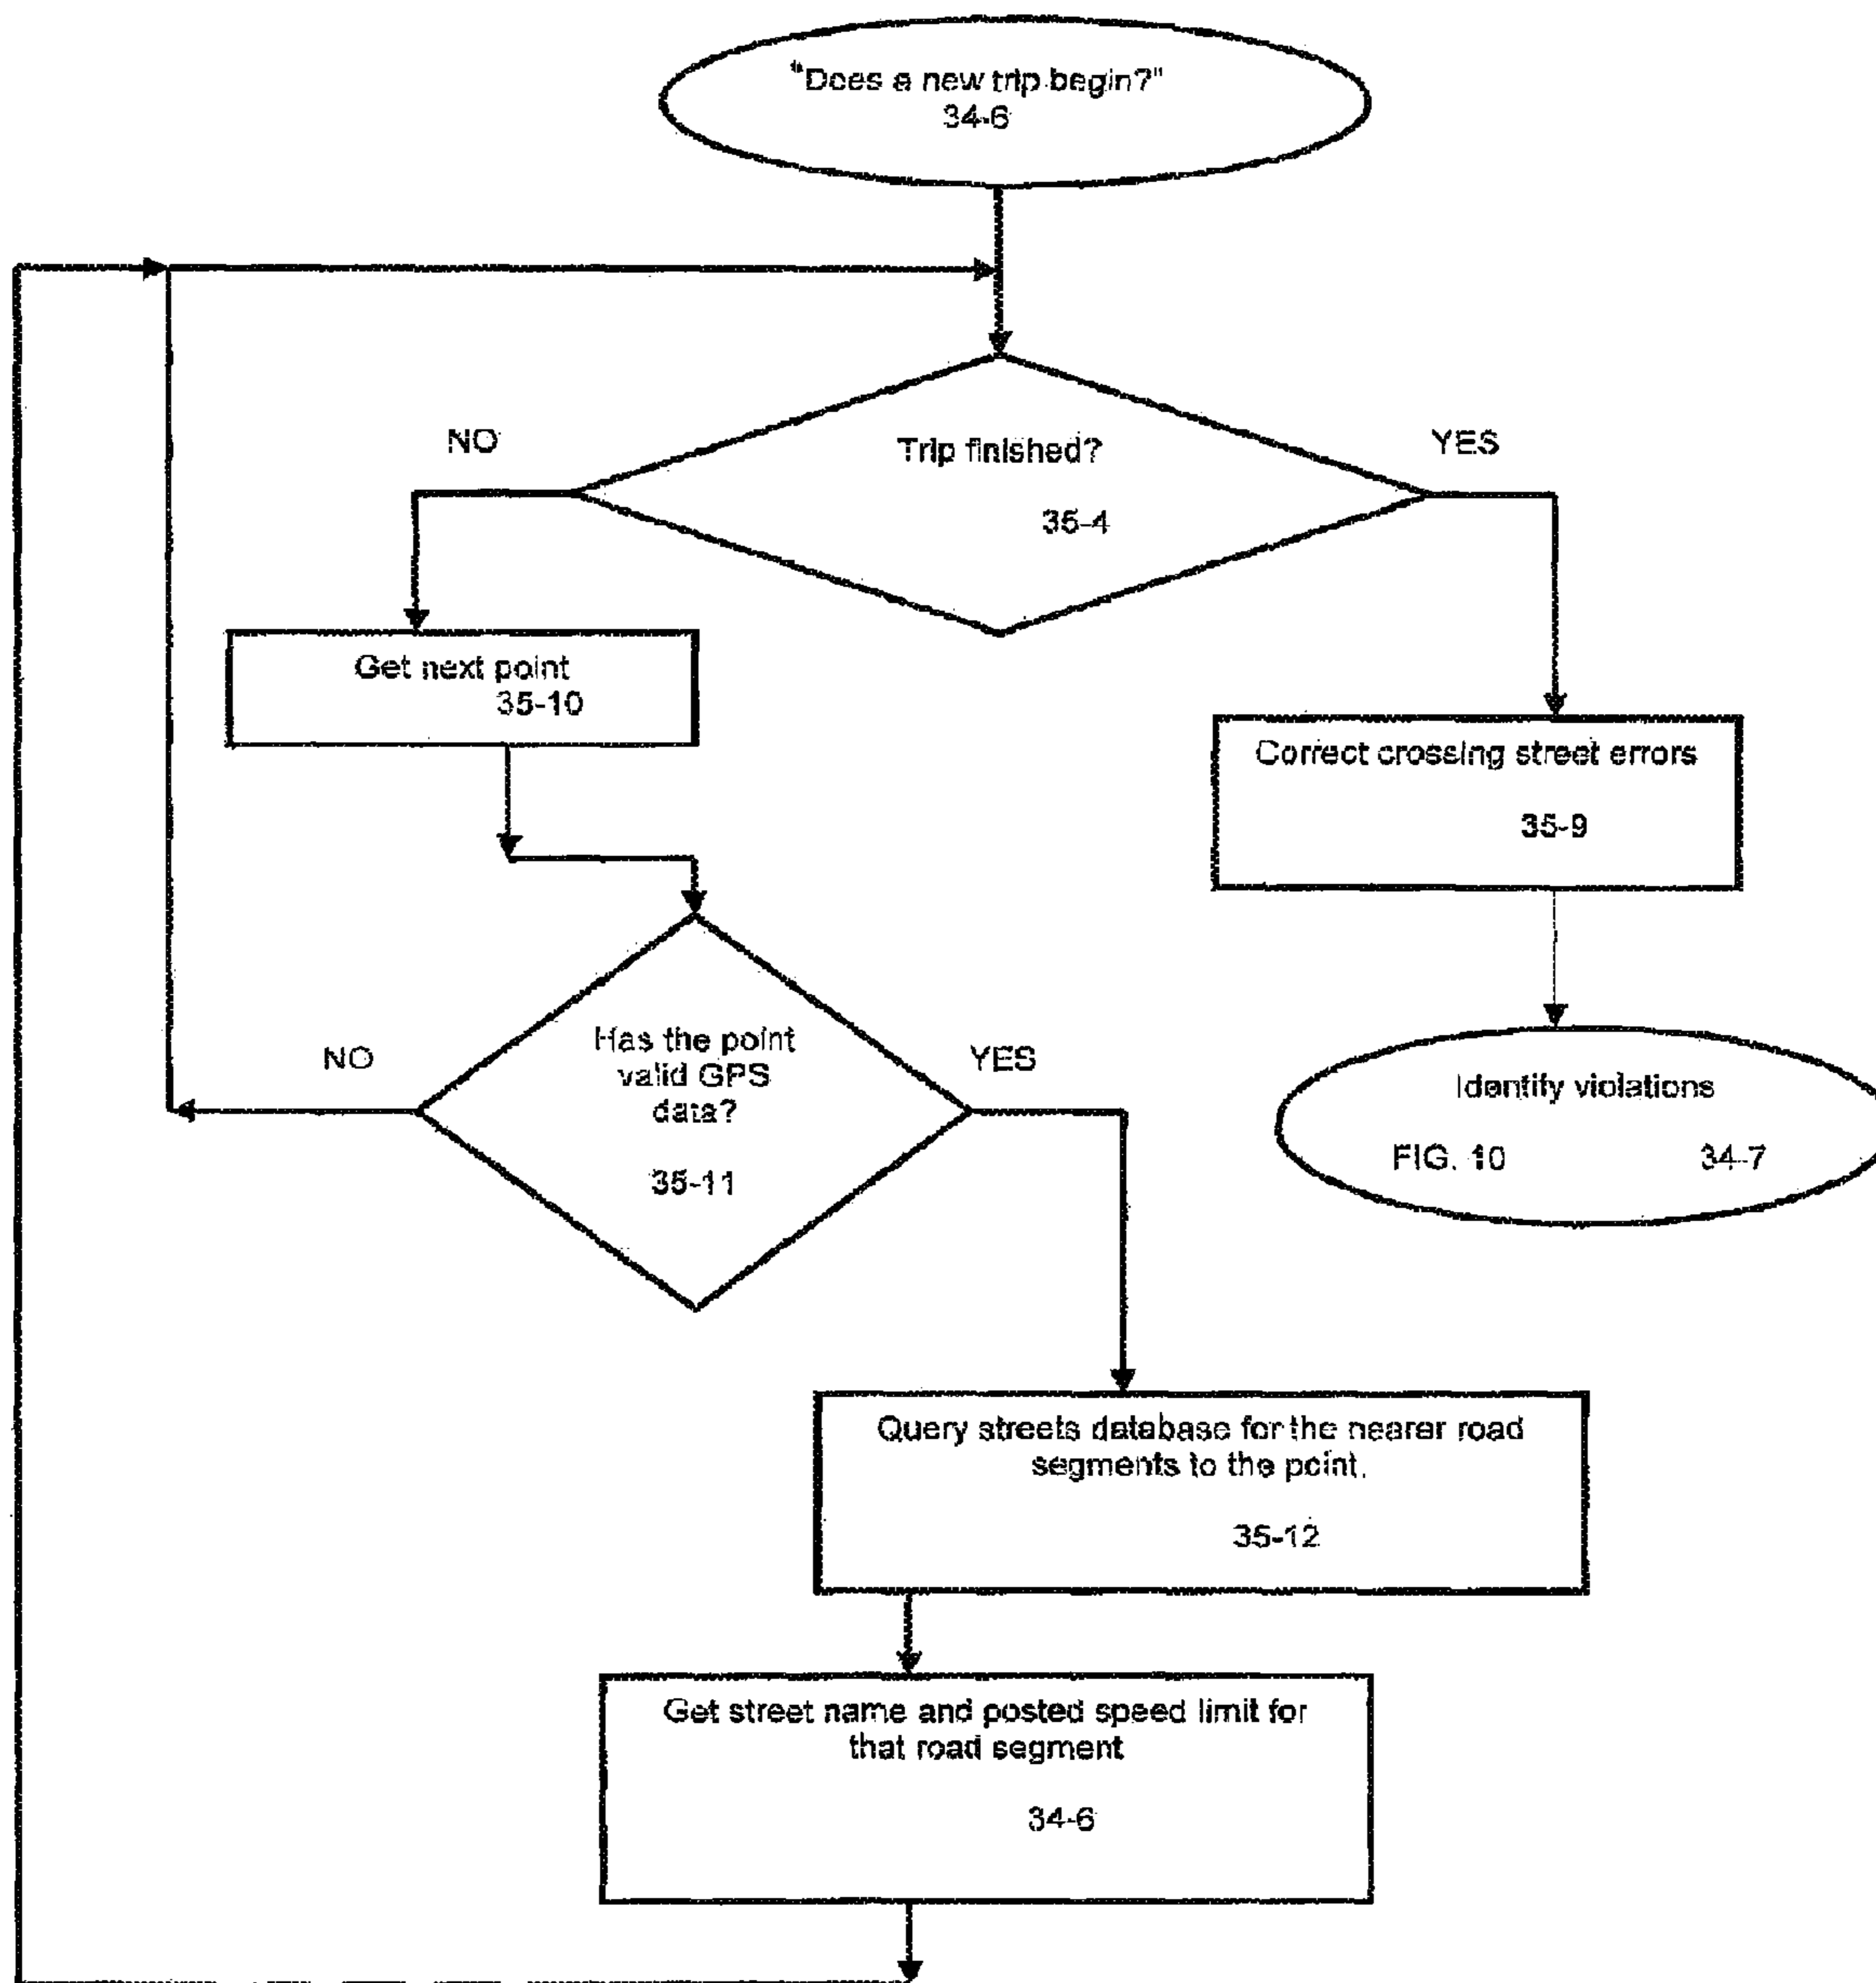 "Does a new trip begin?"
34-6
NO
YES
Trip finished?
35-4
Get next point
35-10
Correct crossing street errors
35-9
Has the point
valid GPS
data?
35-11
NO
YES
Identify violations
FIG. 10 34-7
Query streets database for the nearer road
segments to the point.
35-12
Get street name and posted speed limit for
that road segment
34-6